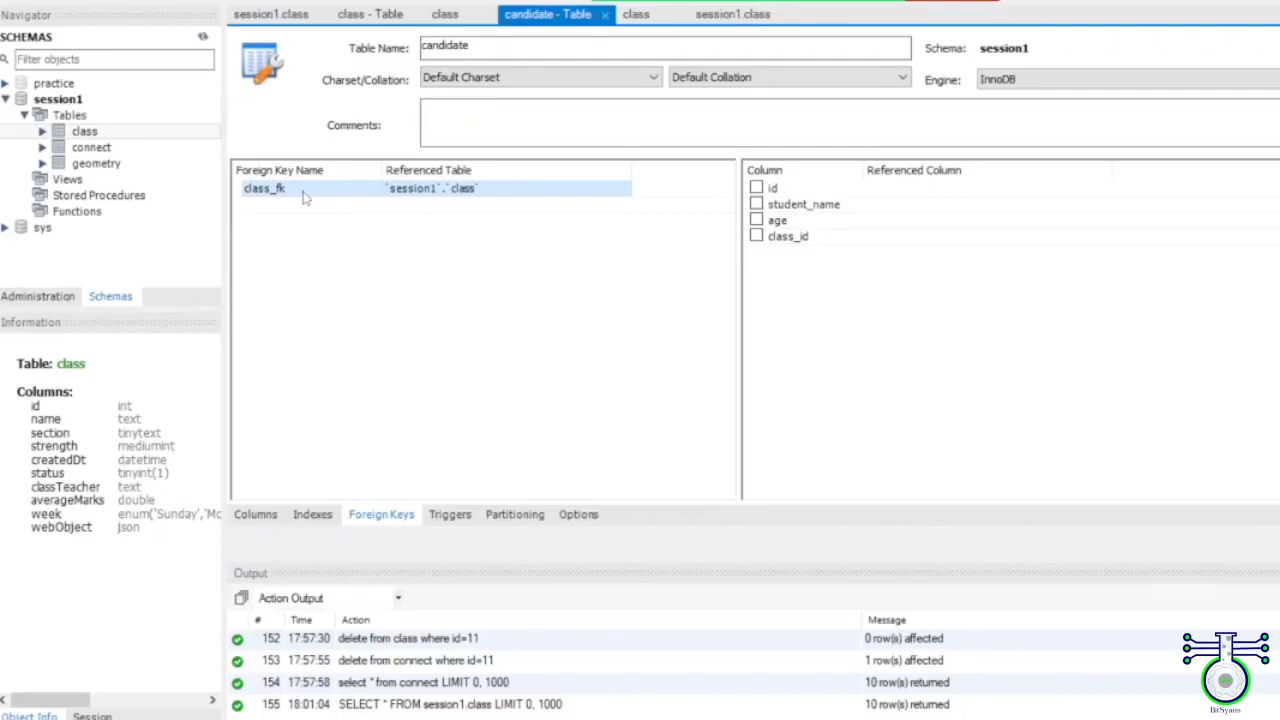 Navigator
SCHEMAS
Filter objects
practice
session1
Tables
class
connect
geometry
Views
Stored Procedures
Functions
sys
Administration Schemas
Information
Table: class
Columns:
id int
name text
section tinytext
strength mediumint
createdDt datetime
status tinyint(1)
classTeacher text
averageMarks double
week enum('Sunday','Mc
webObject json
Object Info Session
session1.class class - Table class candidate - Table class session1.class
Table Name: candidate Schema: session1
Charset/Collation: Default Charset Default Collation Engine: InnoDB
Comments:
Foreign Key Name Referenced Table
class_fk `session1`.`class`
Column Referenced Column
id
student_name
age
class_id
Columns Indexes Foreign Keys Triggers Partitioning Options
Output
Action Output
# Time Action Message
152 17:57:30 delete from class where id=11 0 row(s) affected
153 17:57:55 delete from connect where id=11 1 row(s) affected
154 17:57:58 select * from connect LIMIT 0, 1000 10 row(s) returned
155 18:01:04 SELECT * FROM session1.class LIMIT 0, 1000 10 row(s) returned
BitSyans